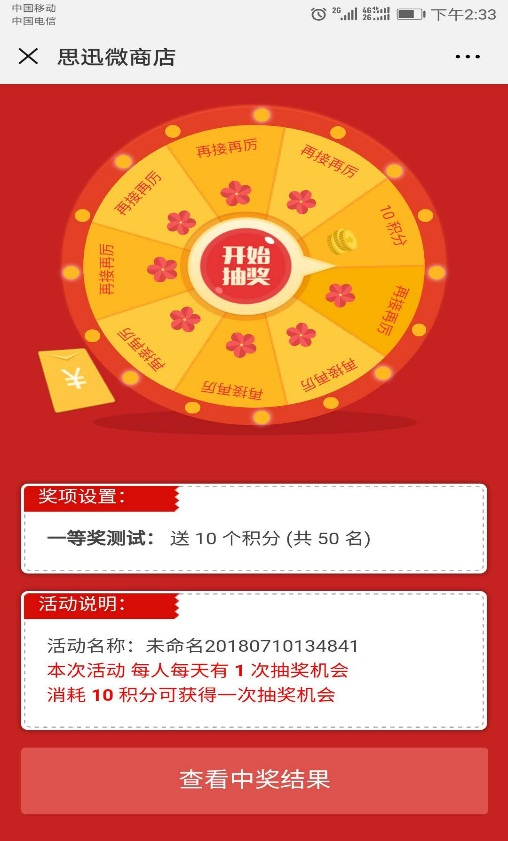 中国移动
中国电信
2G 4G 2G 下午2:33
思迅微商店
再接再厉
再接再厉
10积分
再接再厉
再接再厉
再接再厉
再接再厉
再接再厉
再接再厉
开始
抽奖
¥
奖项设置：
一等奖测试： 送 10 个积分 (共 50 名)
活动说明：
活动名称：未命名20180710134841
本次活动 每人每天有 1 次抽奖机会
消耗 10 积分可获得一次抽奖机会
查看中奖结果